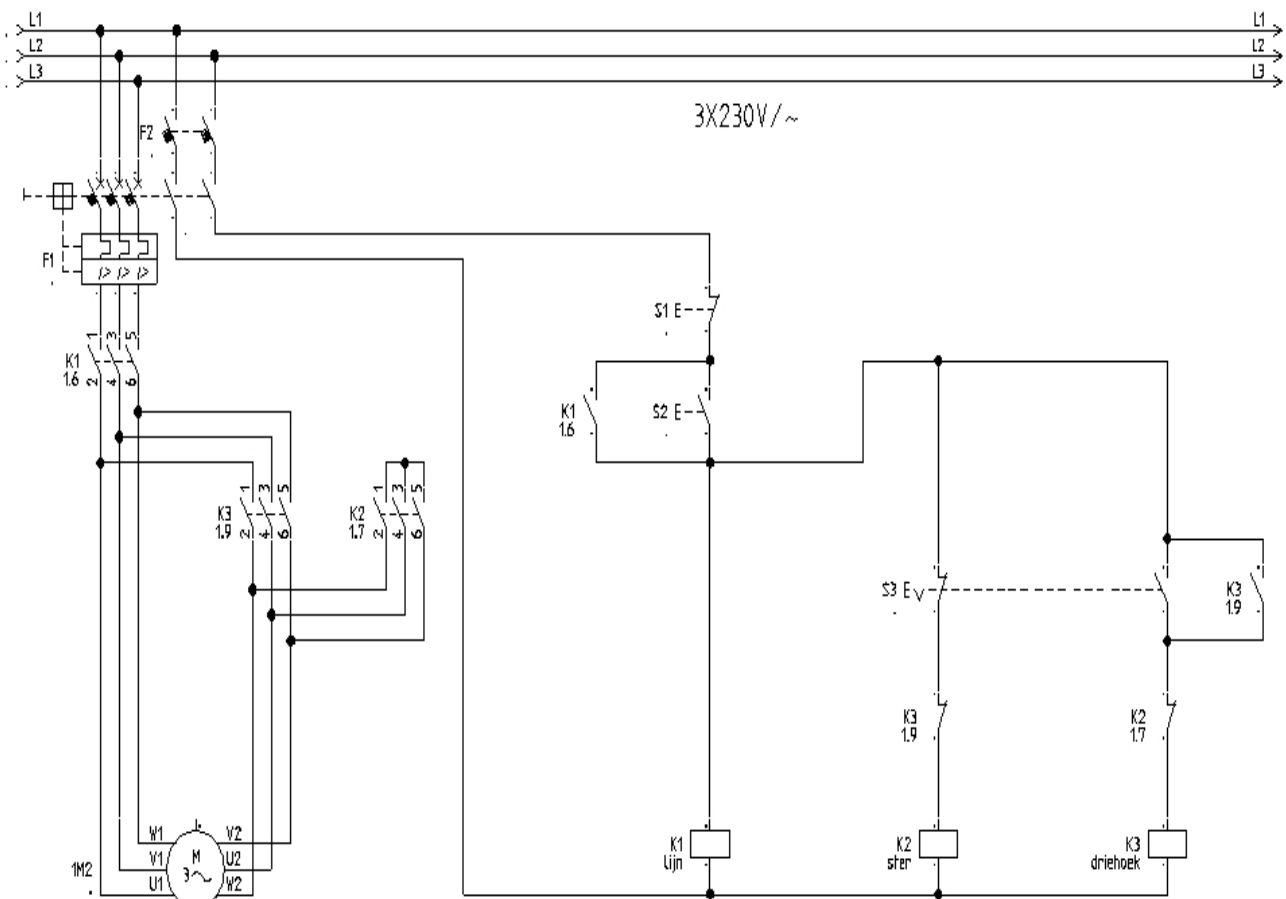 L1 L1
L2 L2
L3 L3
3X230V/~
F2
F1
I> I> I>
S1 E
1 3 5
K1
1.6
2 4 6
K1
1.6
S2 E
1 3 5
K3
1.9
2 4 6
1 3 5
K2
1.7
2 4 6
S3 E
K3
1.9
K3
1.9
K2
1.7
W1 V2
V1 U2
U1 W2
M
3~
1M2
K1
lijn
K2
ster
K3
driehoek